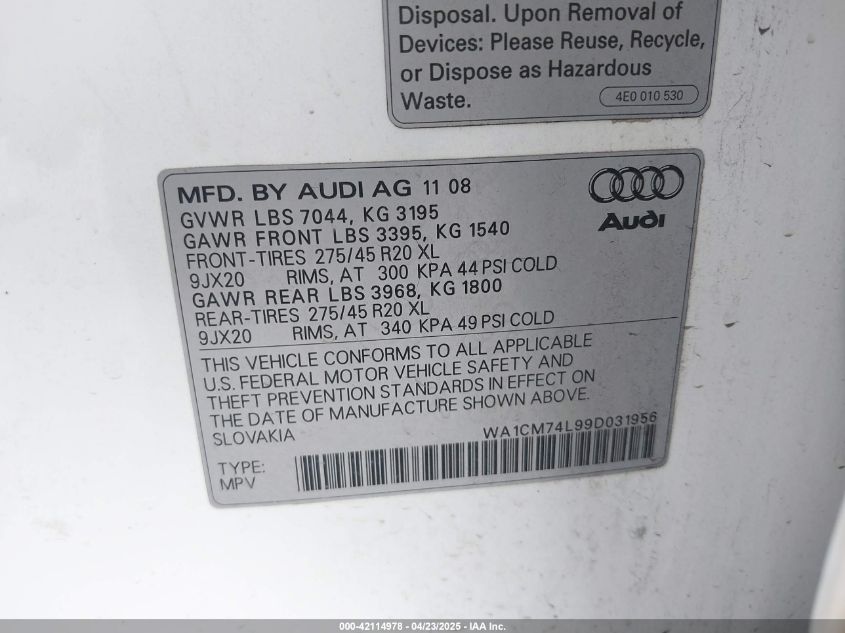 Disposal. Upon Removal of
Devices: Please Reuse, Recycle,
or Dispose as Hazardous
Waste.
4E0 010 530
MFD. BY AUDI AG 11 08
Audi
GVWR LBS 7044, KG 3195
GAWR FRONT LBS 3395, KG 1540
FRONT-TIRES 275/45 R20 XL
9JX20 RIMS, AT 300 KPA 44 PSI COLD
GAWR REAR LBS 3968, KG 1800
REAR-TIRES 275/45 R20 XL
9JX20 RIMS, AT 340 KPA 49 PSI COLD
THIS VEHICLE CONFORMS TO ALL APPLICABLE
U.S. FEDERAL MOTOR VEHICLE SAFETY AND
THEFT PREVENTION STANDARDS IN EFFECT ON
THE DATE OF MANUFACTURE SHOWN ABOVE.
SLOVAKIA
WA1CM74L99D031956
TYPE:
MPV
000-42114978 - 04/23/2025 - IAA Inc.